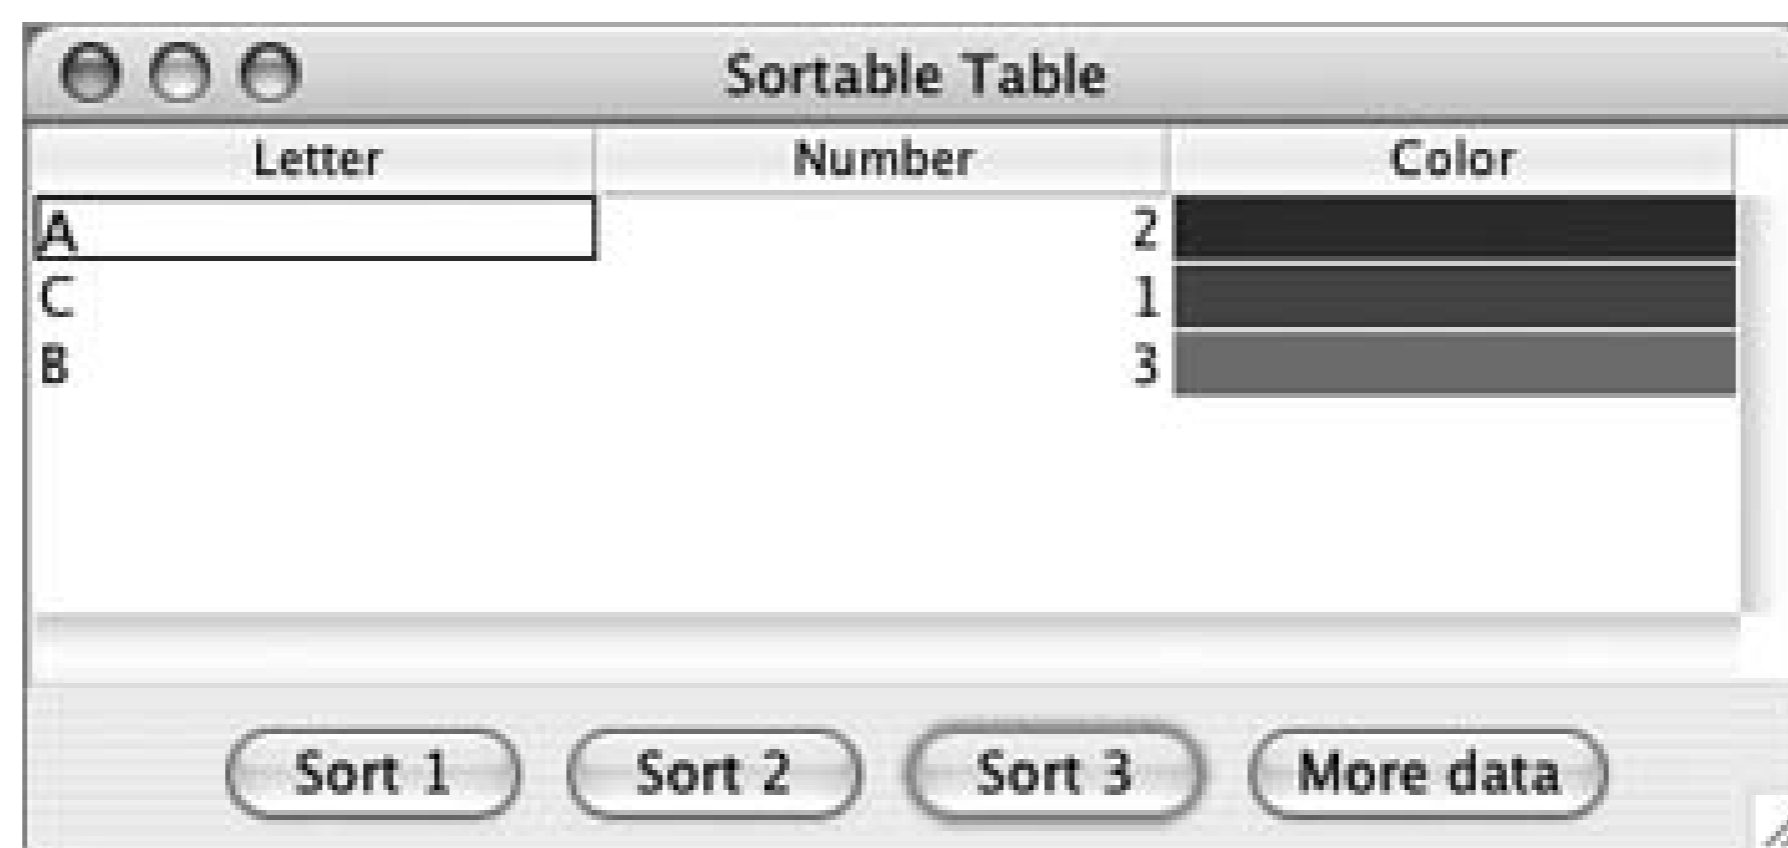 Sortable Table
Letter Number Color
A 2
C 1
B 3
Sort 1 Sort 2 Sort 3 More data